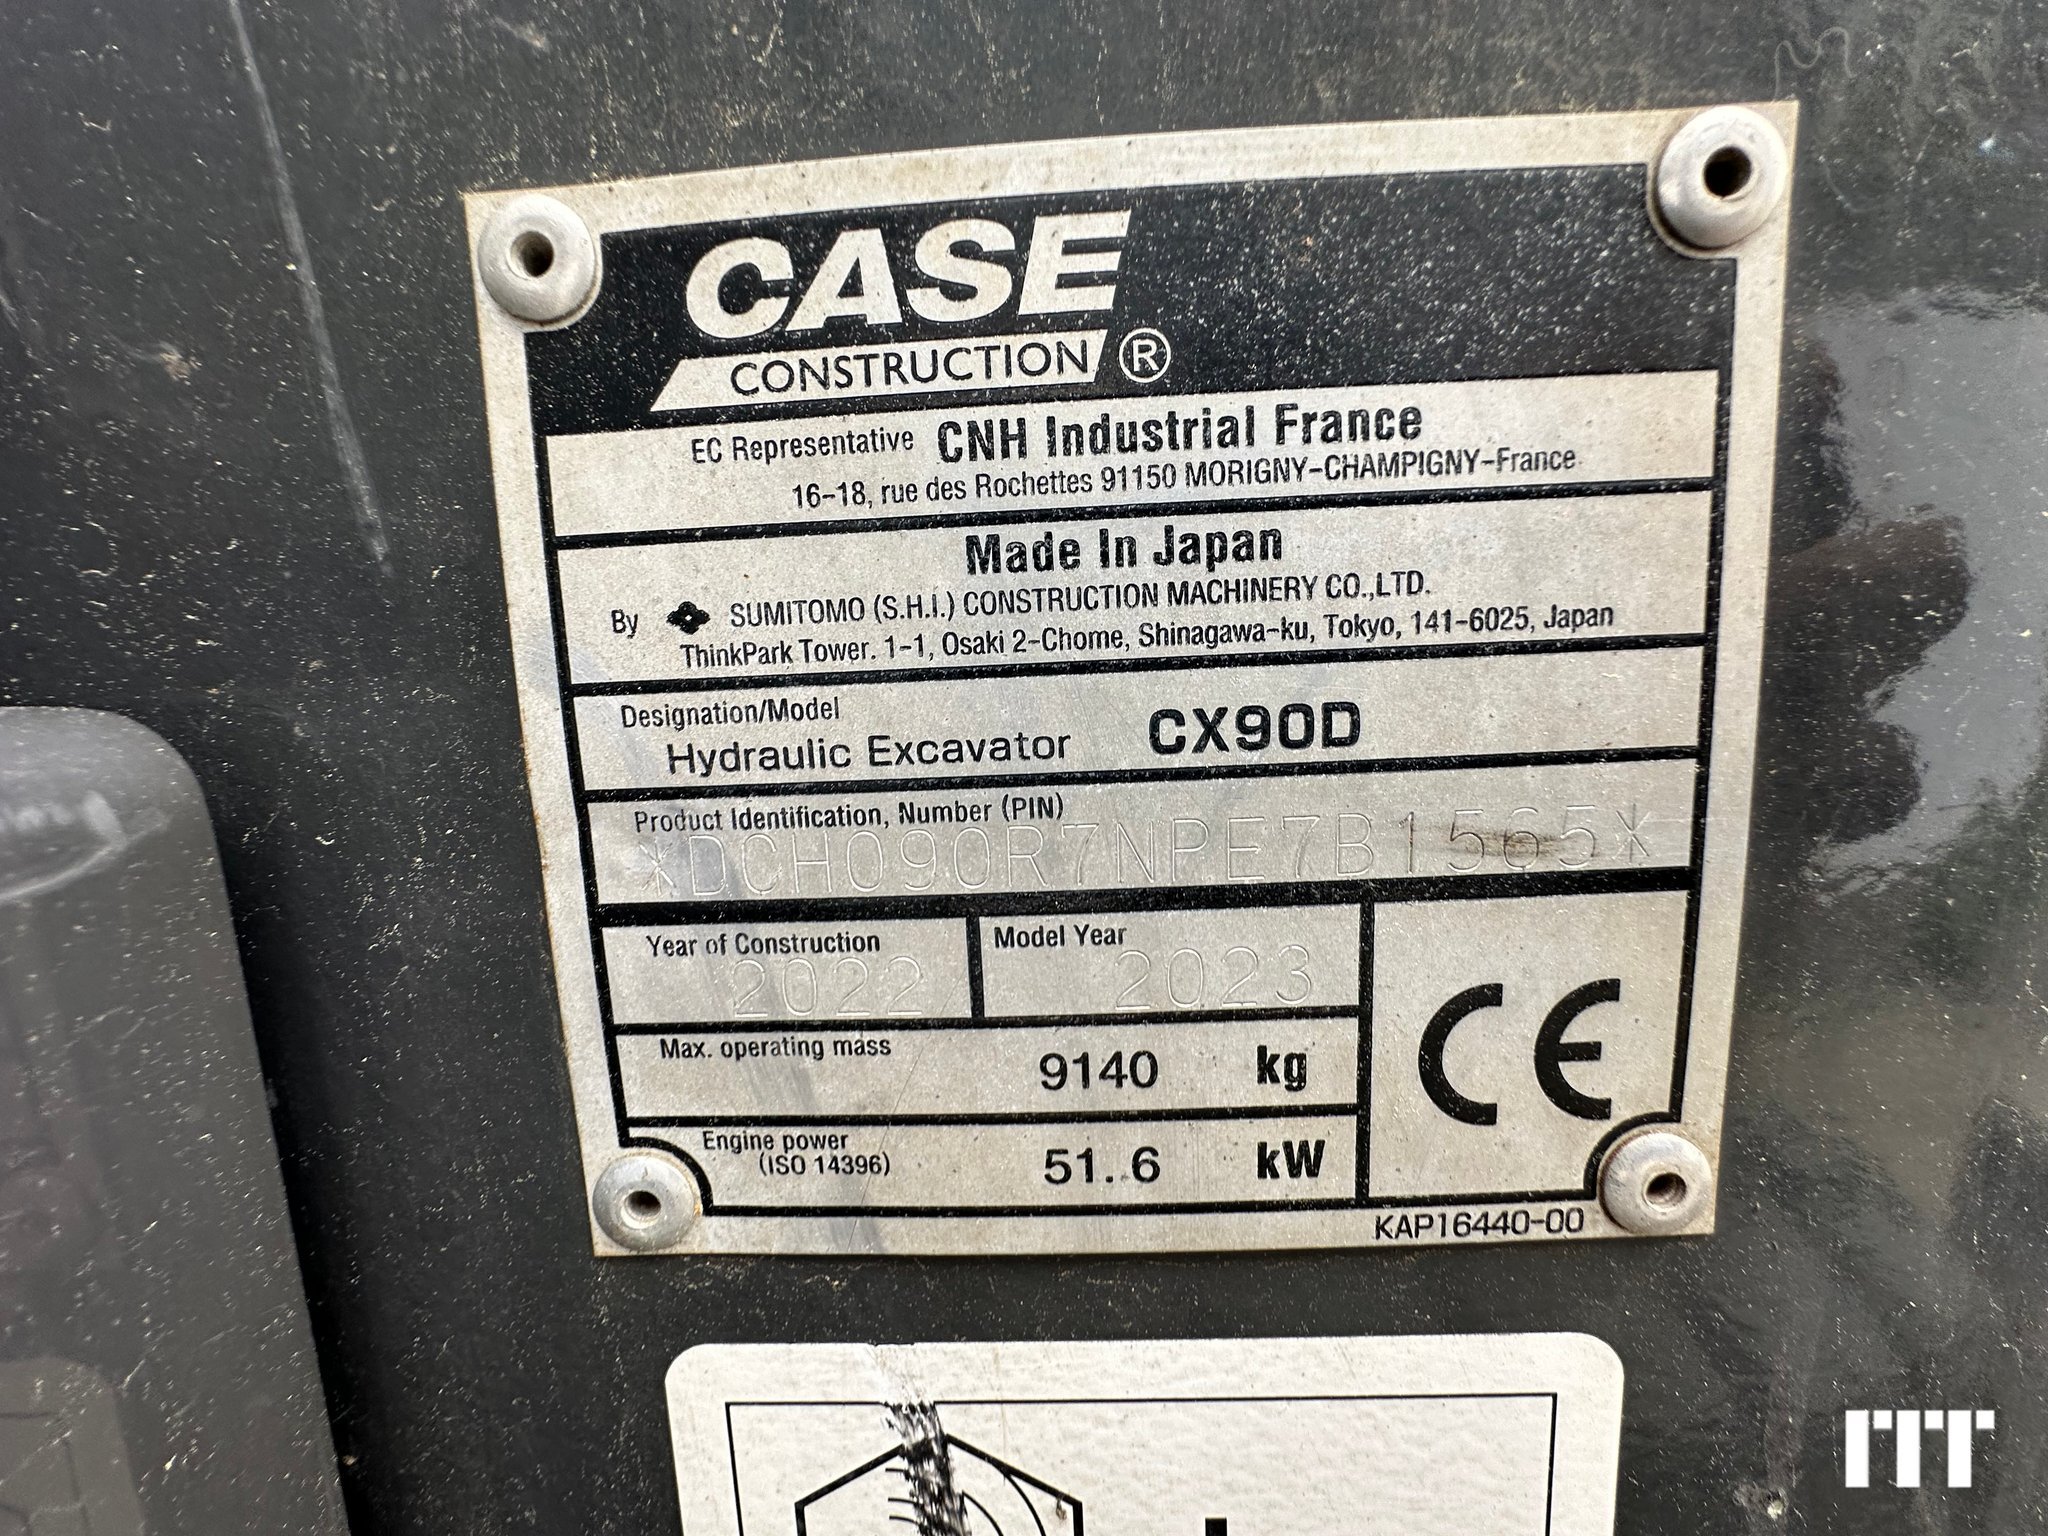 CASE
CONSTRUCTION ®
EC Representative CNH Industrial France
16-18, rue des Rochettes 91150 MORIGNY-CHAMPIGNY-France
Made In Japan
By SUMITOMO (S.H.I.) CONSTRUCTION MACHINERY CO.,LTD.
ThinkPark Tower. 1-1, Osaki 2-Chome, Shinagawa-ku, Tokyo, 141-6025, Japan
Designation/Model
Hydraulic Excavator CX90D
Product Identification, Number (PIN)
*DCH090R7NPE7B1565*
Year of Construction
2022
Model Year
2023
Max. operating mass 9140 kg
Engine power
(ISO 14396) 51.6 kW
CE
KAP16440-00